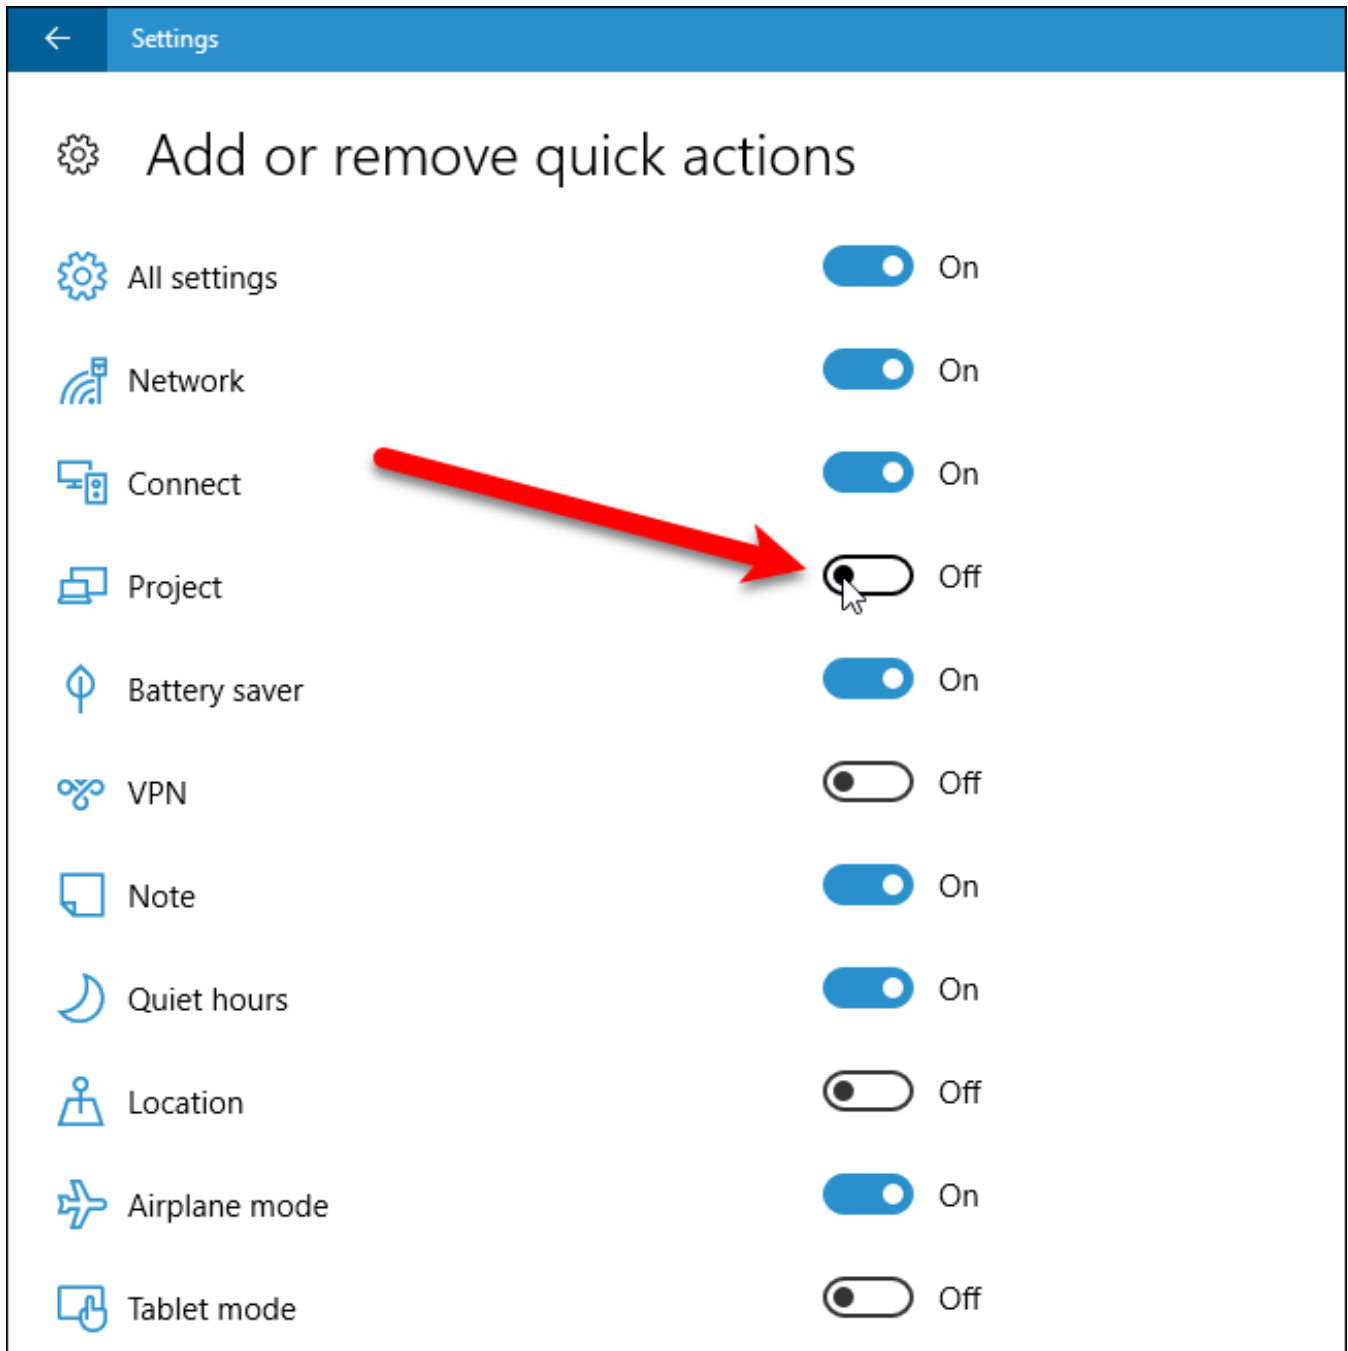 Settings
Add or remove quick actions
All settings On
Network On
Connect On
Project Off
Battery saver On
VPN Off
Note On
Quiet hours On
Location Off
Airplane mode On
Tablet mode Off